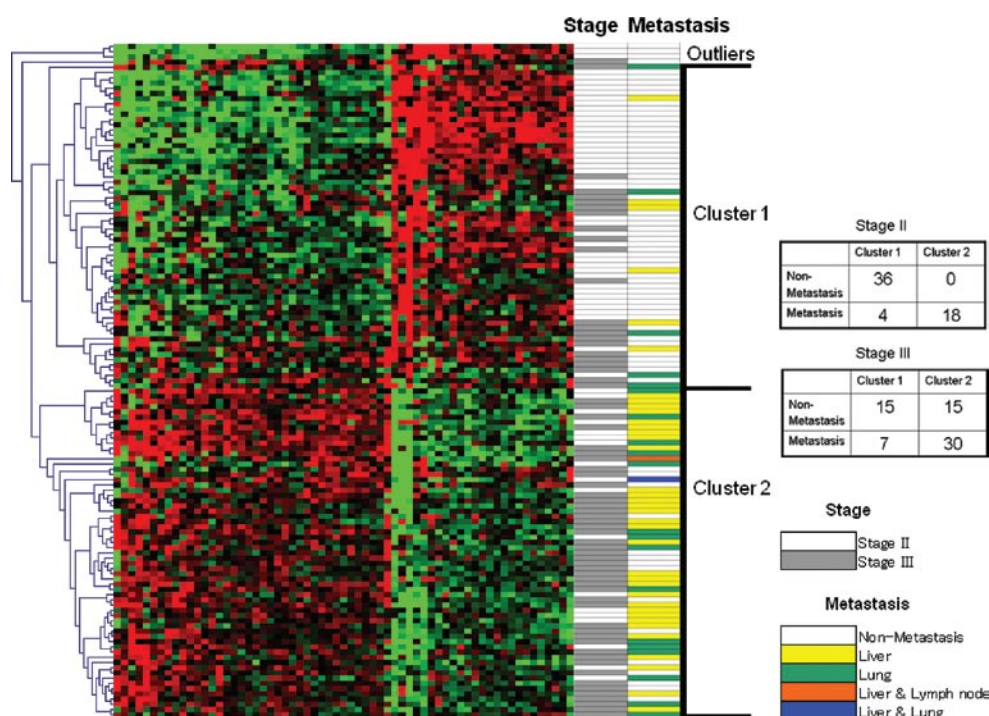 Stage Metastasis
Outliers
Cluster 1
Cluster 2
Stage II
Cluster 1 Cluster 2
Non-
Metastasis 36 0
Metastasis 4 18
Stage III
Cluster 1 Cluster 2
Non-
Metastasis 15 15
Metastasis 7 30
Stage
Stage II
Stage III
Metastasis
Non-Metastasis
Liver
Lung
Liver & Lymph node
Liver & Lung